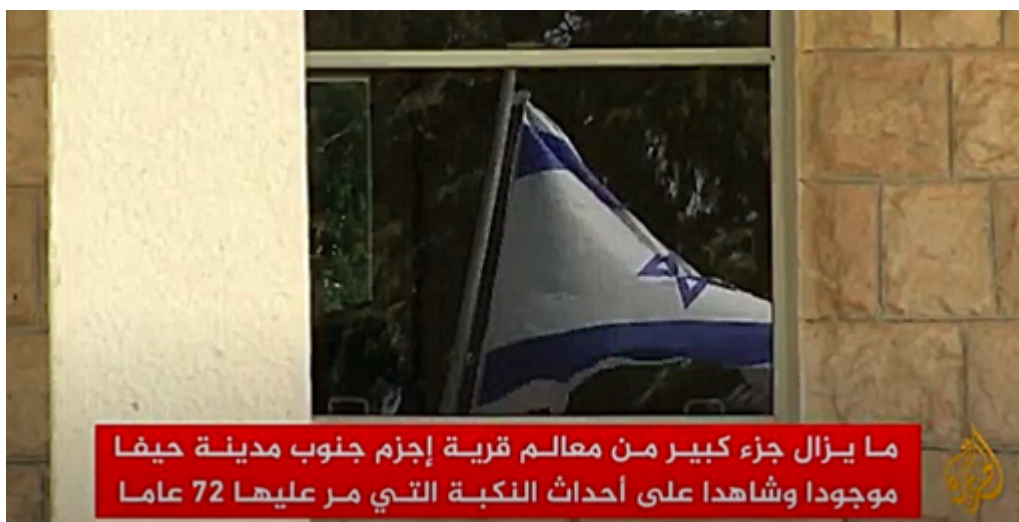 ما يزال جزء كبير من معالم قرية إجزم جنوب مدينة حيفا
موجودا وشاهدا على أحداث النكبة التي مر عليها 72 عاما